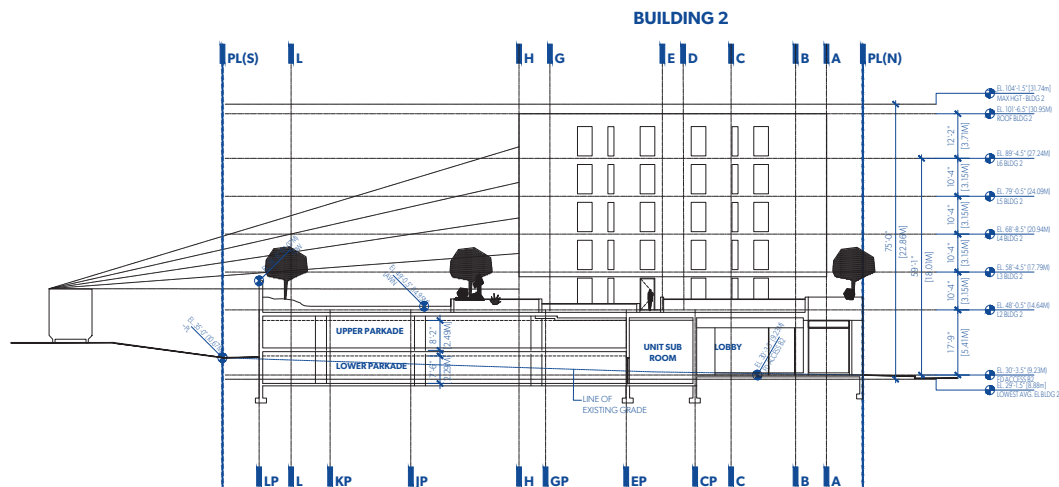 BUILDING 2
PL(S) L H G E D C B A PL(N)
EL. 104'-1.5" [31.74m]
MAX HGT - BLDG 2
EL. 101'-6.5" (30.95M)
ROOF BLDG 2
12'-2"
[3.71M]
EL. 89'-4.5" (27.24M)
L6 BLDG 2
10'-4"
[3.15M]
EL. 79'-0.5" (24.09M)
L5 BLDG 2
10'-4"
[3.15M]
EL. 68'-8.5" (20.94M)
L4 BLDG 2
10'-4"
[3.15M]
EL. 58'-4.5" (17.79M)
L3 BLDG 2
10'-4"
[3.15M]
EL. 48'-0.5" (14.64M)
L2 BLDG 2
17'-9"
[5.41M]
EL. 30'-3.5" (9.23M)
FD ACCESS B2
EL. 29'-1.5" [8.88m]
LOWEST AVG. EL BLDG 2
75'-0"
[22.86M]
59'-1"
[18.01M]
UPPER PARKADE
8'-2"
(2.49M)
LOWER PARKADE
UNIT SUB
ROOM
LOBBY
LINE OF
EXISTING GRADE
LP L KP JP H GP EP CP C B A